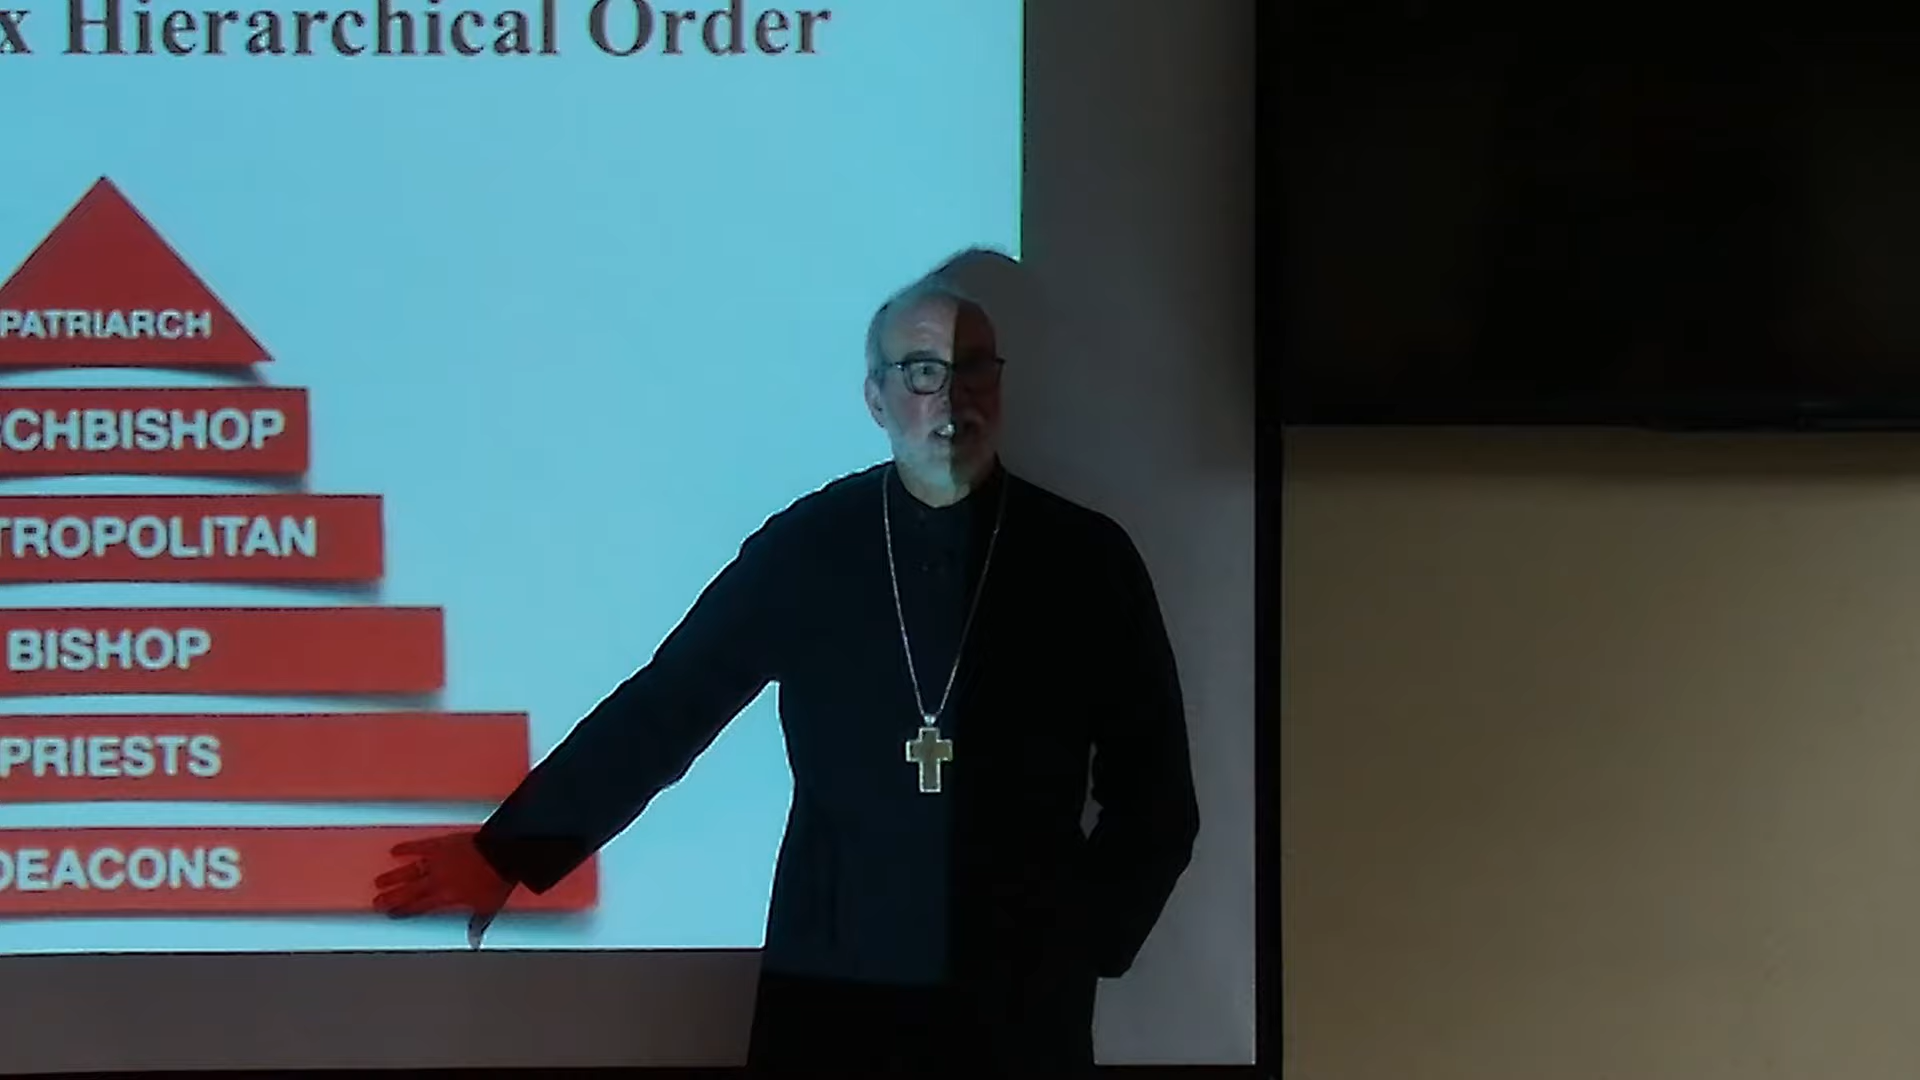 x Hierarchical Order
PATRIARCH
CHBISHOP
TROPOLITAN
BISHOP
PRIESTS
DEACONS